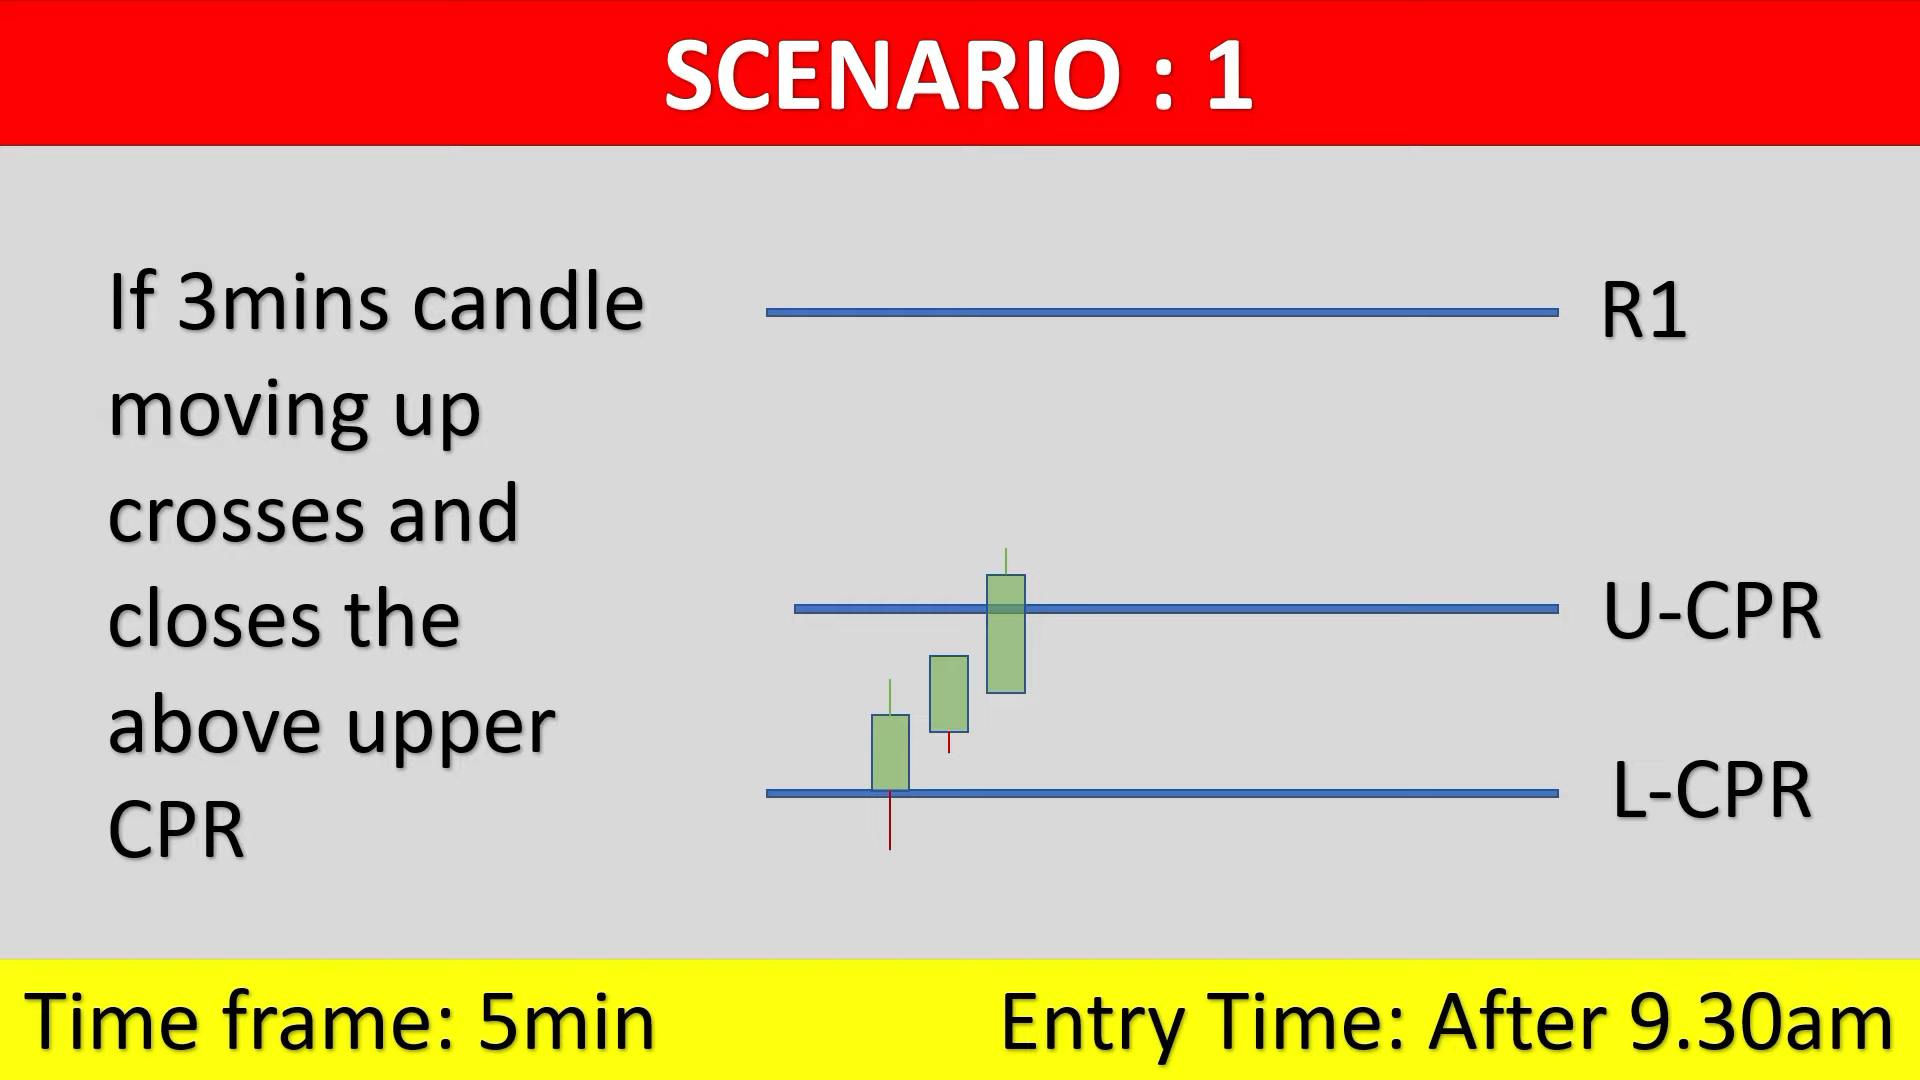 SCENARIO : 1
If 3mins candle
moving up
crosses and
closes the
above upper
CPR
R1
U-CPR
L-CPR
Time frame: 5min
Entry Time: After 9.30am